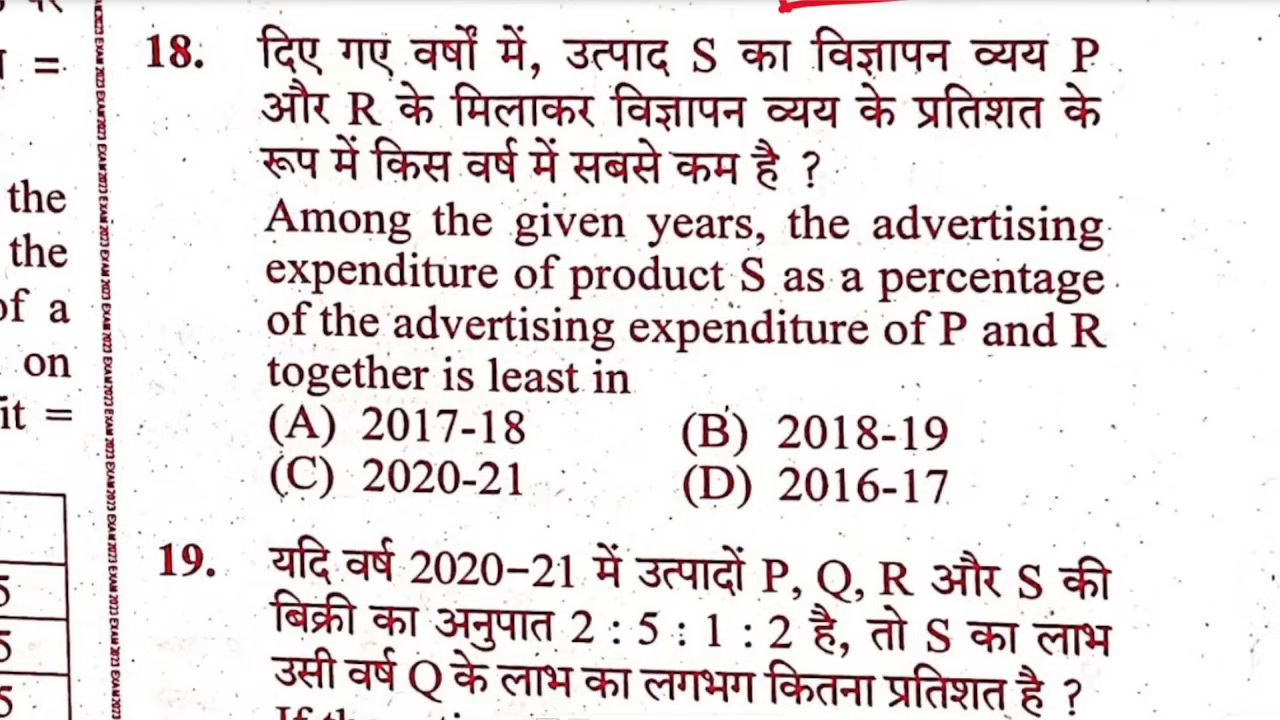 =
the
the
of a
on
it =
5
5
5
18. दिए गए वर्षों में, उत्पाद S का विज्ञापन व्यय P
और R के मिलाकर विज्ञापन व्यय के प्रतिशत के
रूप में किस वर्ष में सबसे कम है ?
Among the given years, the advertising
expenditure of product S as a percentage
of the advertising expenditure of P and R
together is least in
(A) 2017-18 (B) 2018-19
(C) 2020-21 (D) 2016-17
19. यदि वर्ष 2020-21 में उत्पादों P, Q, R और S की
बिक्री का अनुपात 2 : 5 : 1 : 2 है, तो S का लाभ
उसी वर्ष Q के लाभ का लगभग कितना प्रतिशत है ?